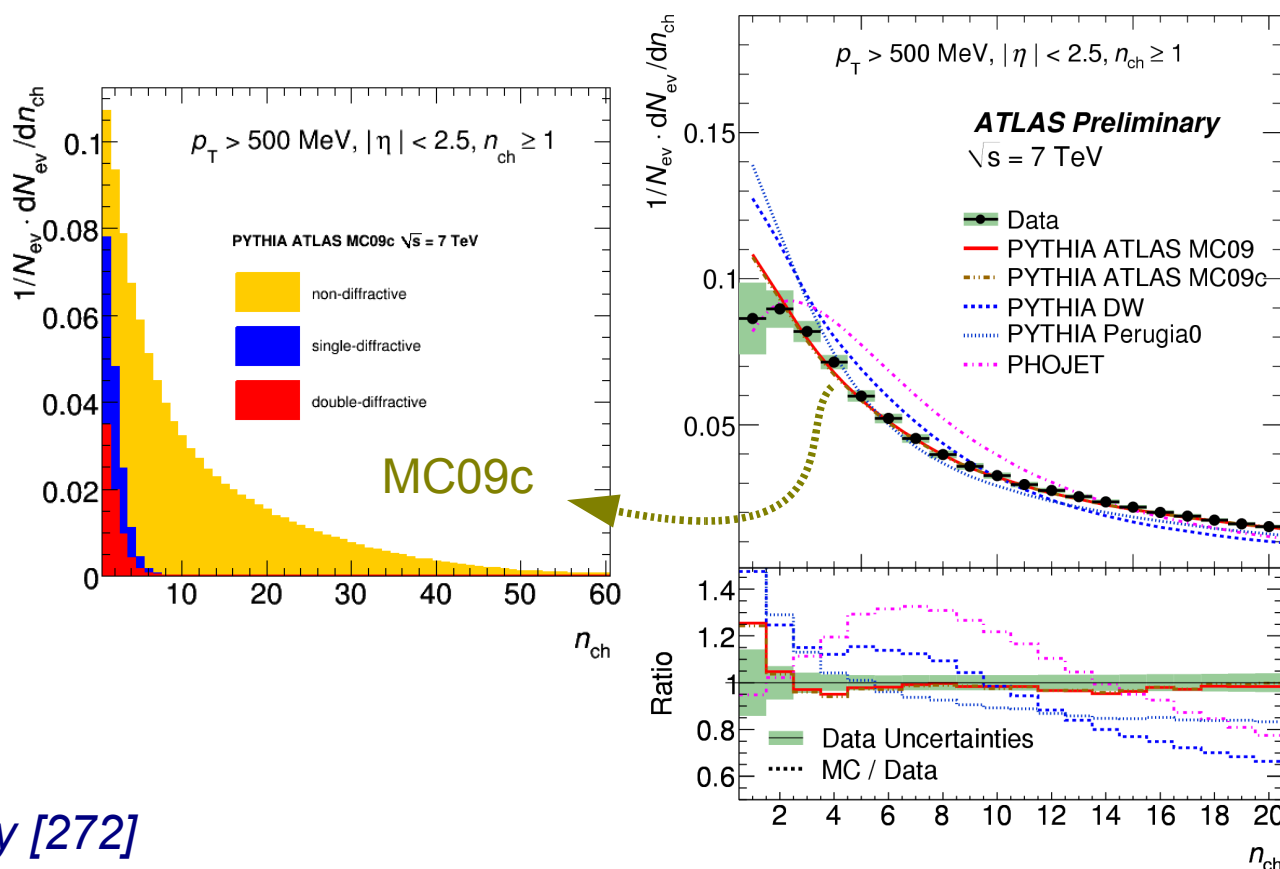 1/N_ev · dN_ev /dn_ch
0.1
0.08
0.06
0.04
0.02
0
p_T > 500 MeV, | η | < 2.5, n_ch ≥ 1
PYTHIA ATLAS MC09c √s = 7 TeV
non-diffractive
single-diffractive
double-diffractive
10 20 30 40 50 60
n_ch
MC09c
1/N_ev · dN_ev /dn_ch
0.15
0.1
0.05
p_T > 500 MeV, | η | < 2.5, n_ch ≥ 1
ATLAS Preliminary
√s = 7 TeV
Data
PYTHIA ATLAS MC09
PYTHIA ATLAS MC09c
PYTHIA DW
PYTHIA Perugia0
PHOJET
Ratio
1.4
1.2
1
0.8
0.6
Data Uncertainties
MC / Data
2 4 6 8 10 12 14 16 18 20
n_ch
y [272]